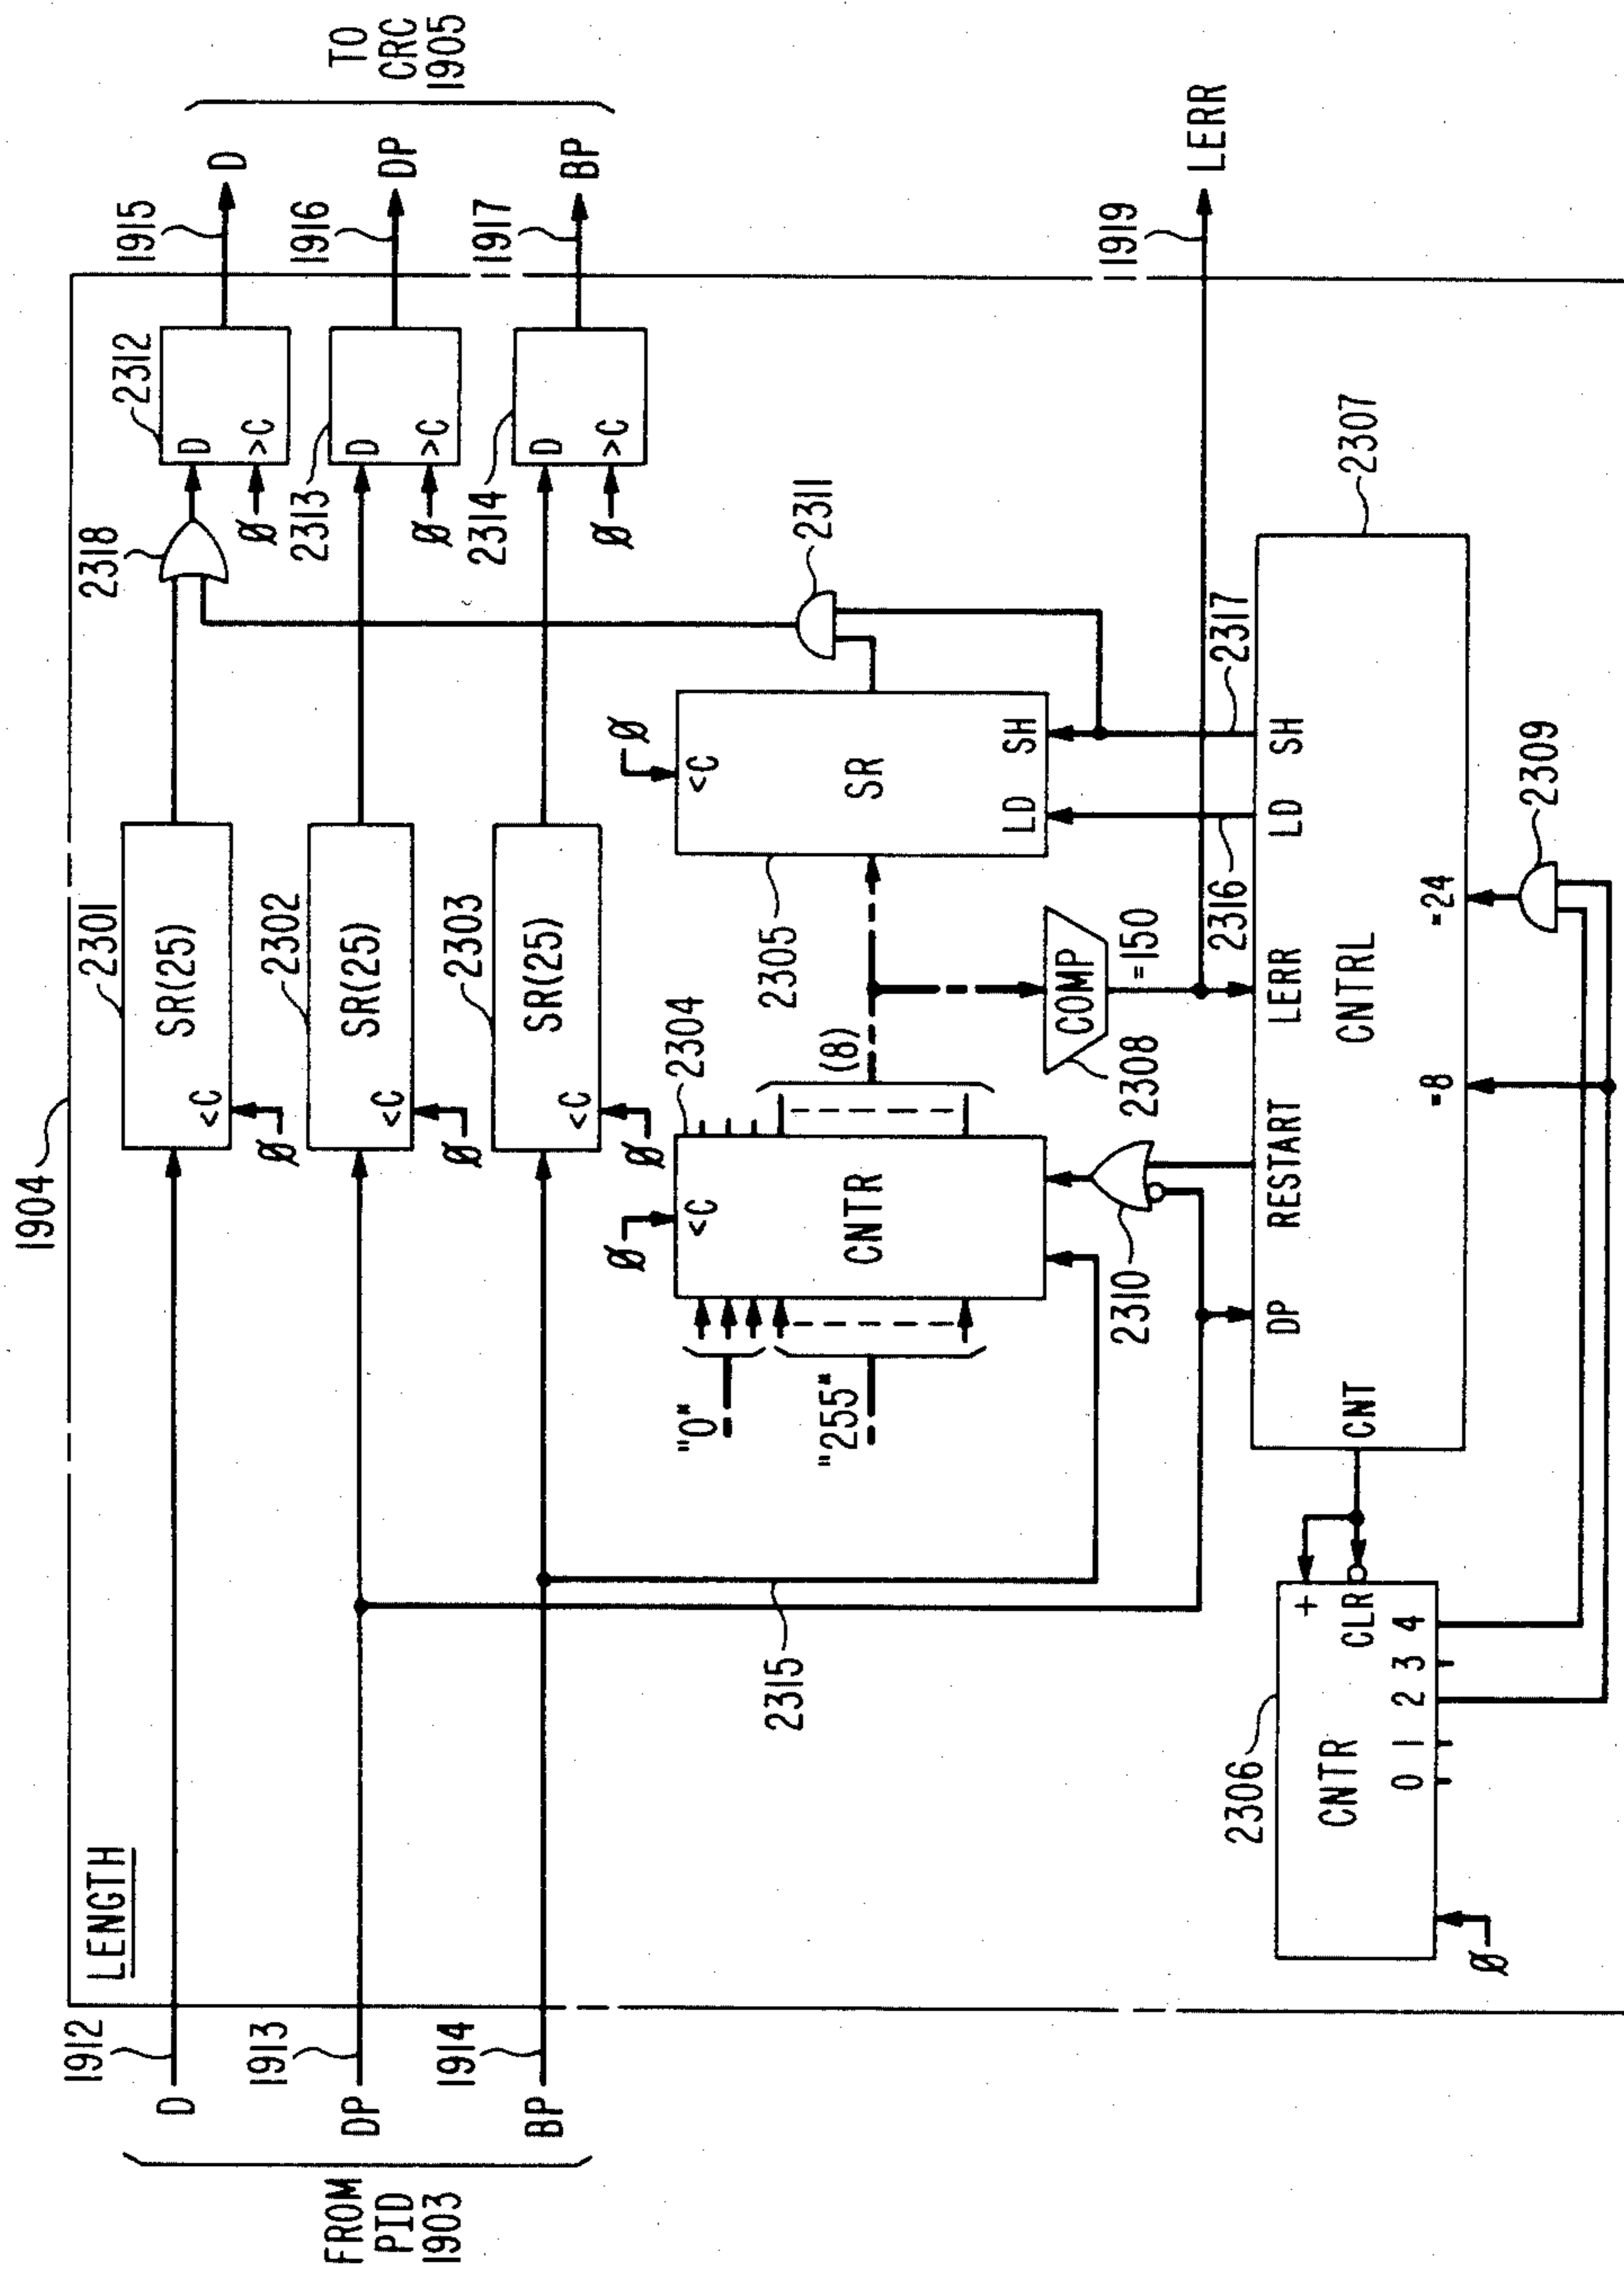 1904
LENGTH
1912
D
1913
DP
1914
BP
FROM
PID
1903
2301
SR(25)
<C
Ø
2302
SR(25)
<C
Ø
2303
SR(25)
<C
Ø
2318
2312
D
>C
Ø
2313
D
>C
Ø
2314
D
>C
Ø
1915
D
1916
DP
1917
BP
TO
CRC
1905
2315
"0"
"255"
Ø
<C
CNTR
2304
(8)
2310
2305
Ø
<C
SR
LD
SH
2311
COMP
2308
=150
2316
2317
1919
LERR
2306
CNTR
+
CLR
0 1 2 3 4
Ø
CNT
DP
RESTART
LERR
LD
SH
CNTRL
=8
=24
2307
2309